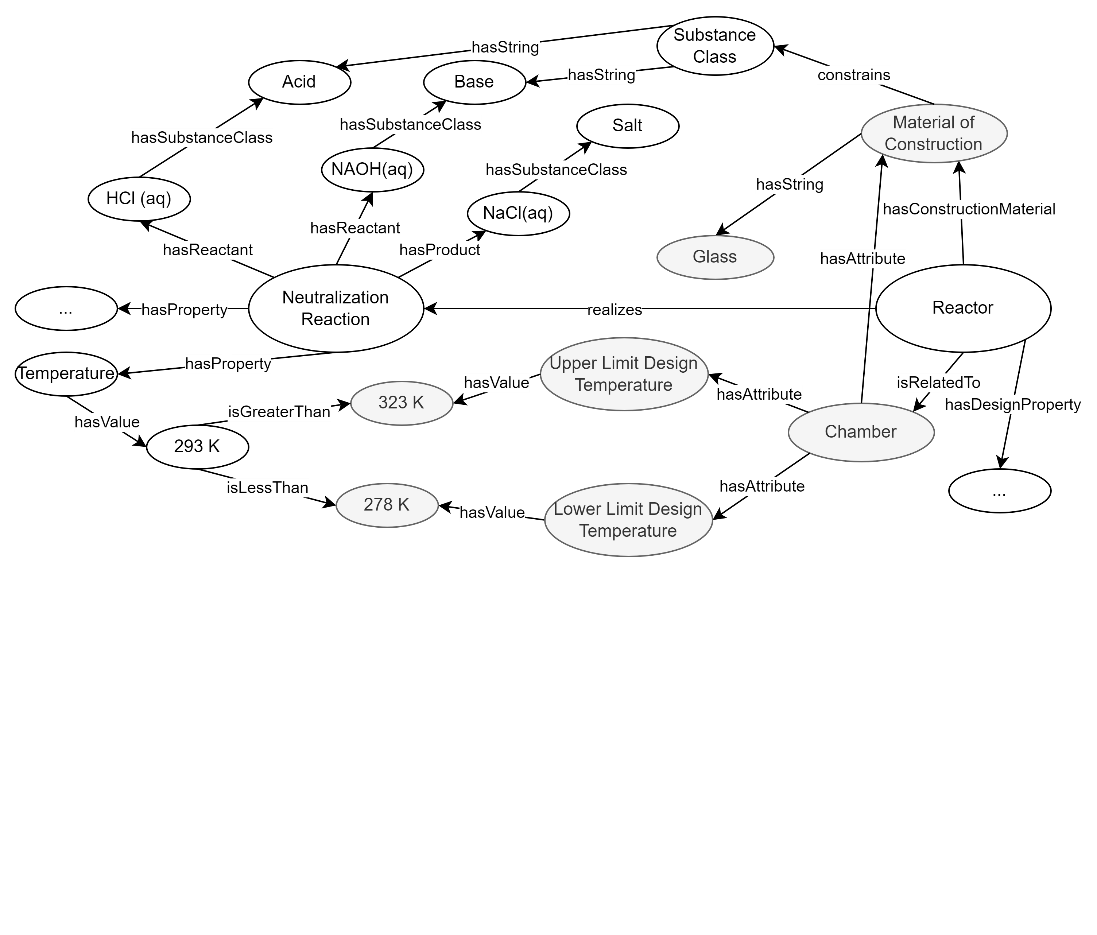 Substance
Class
hasString
Acid
Base
hasString
constrains
hasSubstanceClass
hasSubstanceClass
Salt
Material of
Construction
hasSubstanceClass
NAOH(aq)
hasString
HCl (aq)
NaCl(aq)
hasConstructionMaterial
hasReactant
hasReactant
hasProduct
Glass
hasAttribute
...
hasProperty
Neutralization
Reaction
realizes
Reactor
Temperature
hasProperty
Upper Limit Design
Temperature
hasValue
isRelatedTo
hasAttribute
hasDesignProperty
323 K
isGreaterThan
hasValue
293 K
Chamber
isLessThan
hasAttribute
...
278 K
hasValue
Lower Limit Design
Temperature